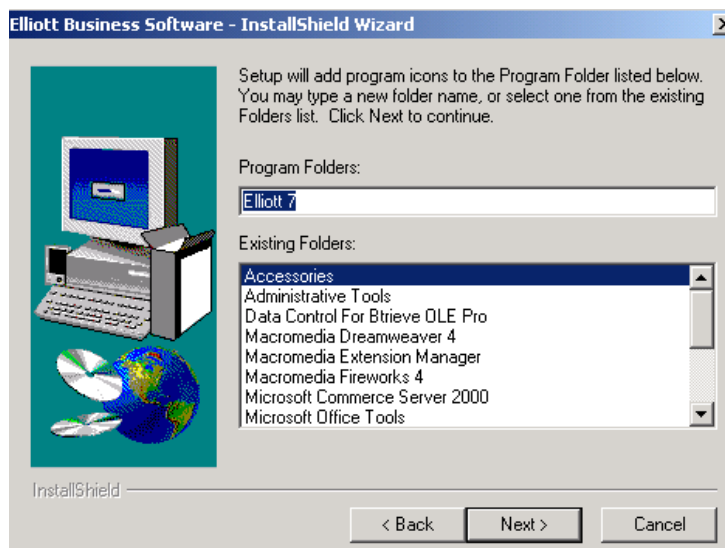 Elliott Business Software - InstallShield Wizard
Setup will add program icons to the Program Folder listed below.
You may type a new folder name, or select one from the existing
Folders list. Click Next to continue.
Program Folders:
Elliott 7
Existing Folders:
Accessories
Administrative Tools
Data Control For Btrieve OLE Pro
Macromedia Dreamweaver 4
Macromedia Extension Manager
Macromedia Fireworks 4
Microsoft Commerce Server 2000
Microsoft Office Tools
InstallShield
< Back Next > Cancel